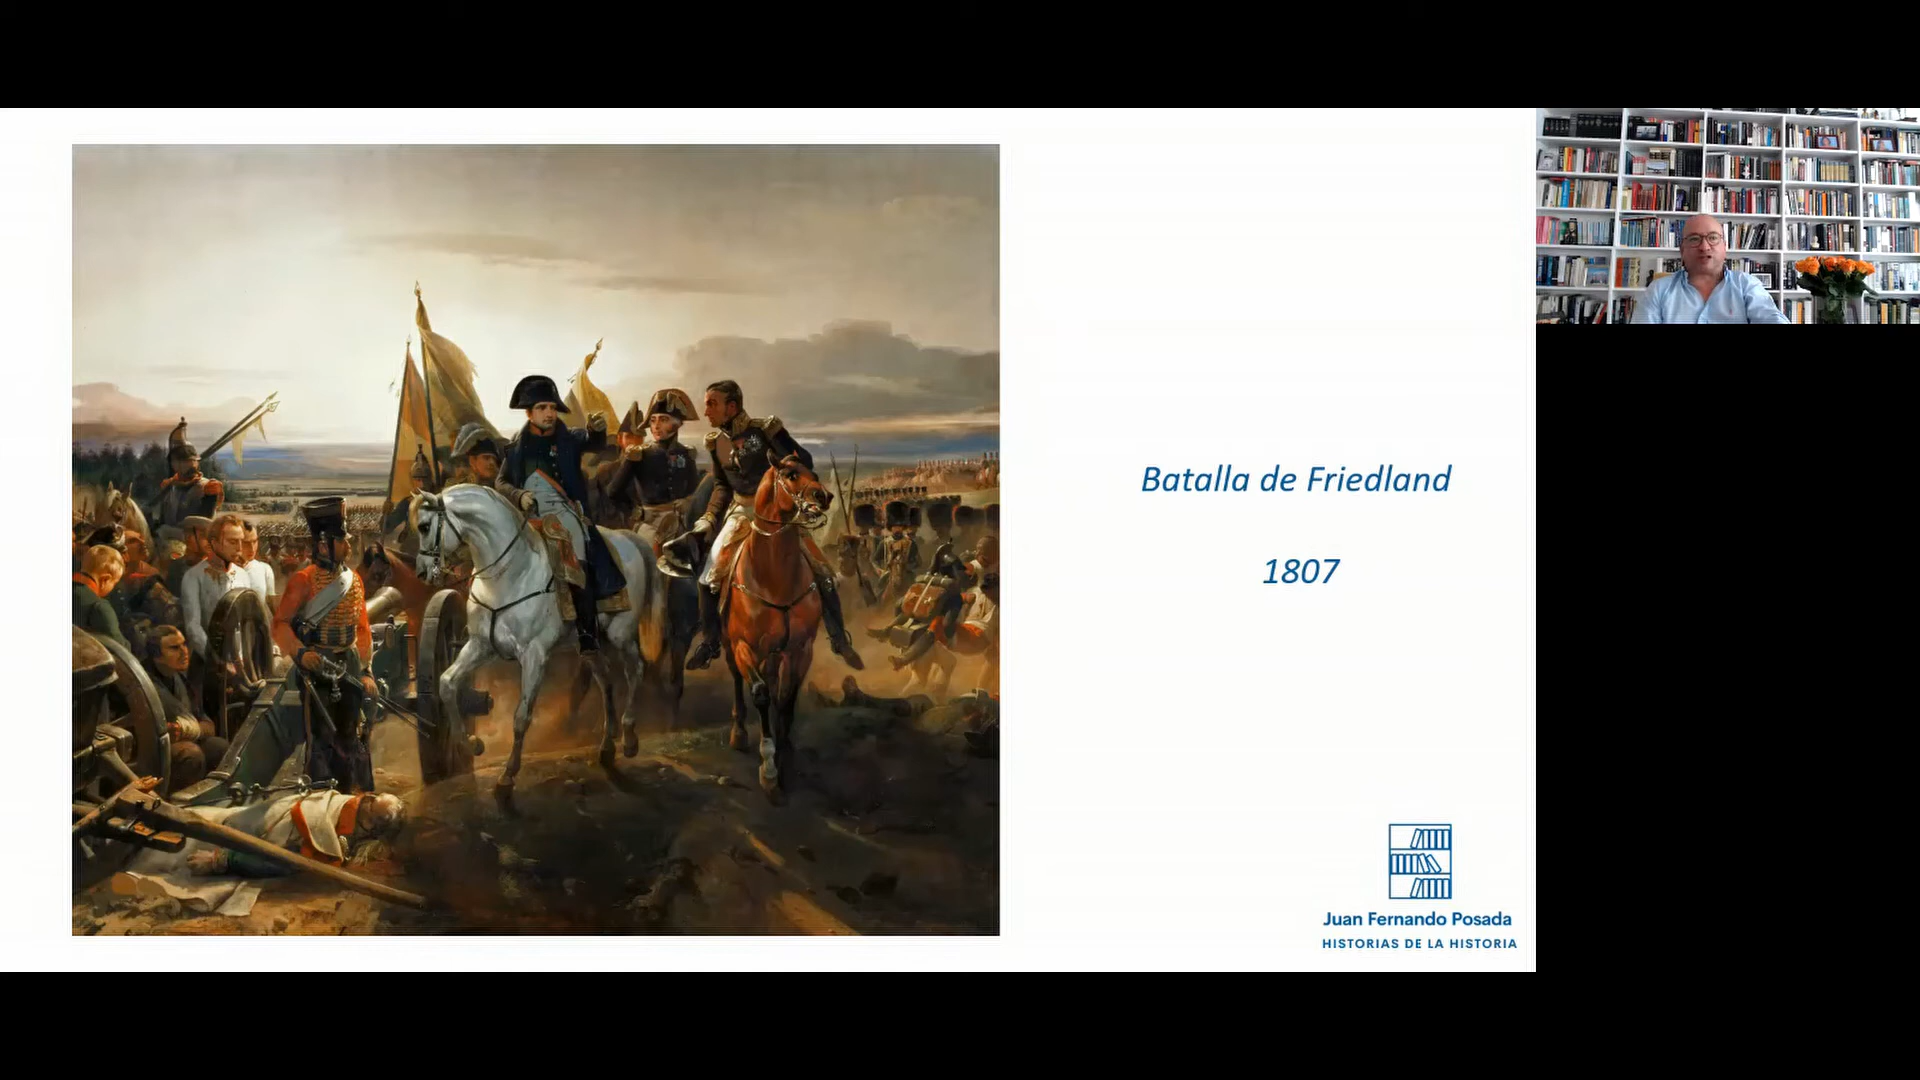 Batalla de Friedland
1807
Juan Fernando Posada
HISTORIAS DE LA HISTORIA